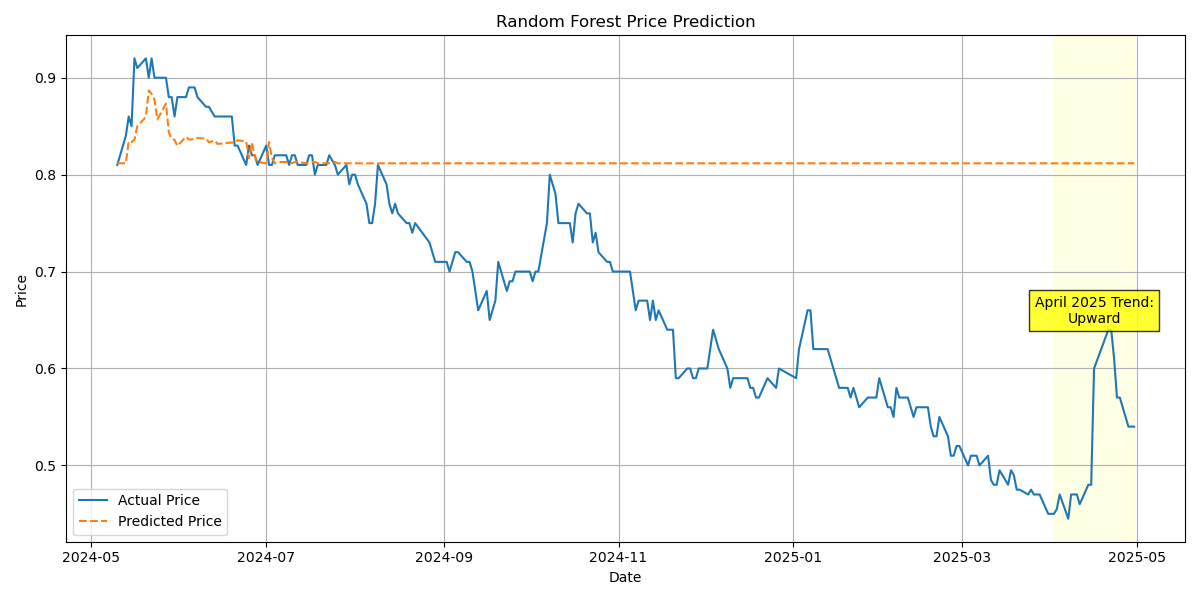 Random Forest Price Prediction
0.9
0.8
0.7
0.6
0.5
Price
April 2025 Trend:
Upward
Actual Price
Predicted Price
2024-05
2024-07
2024-09
2024-11
2025-01
2025-03
2025-05
Date